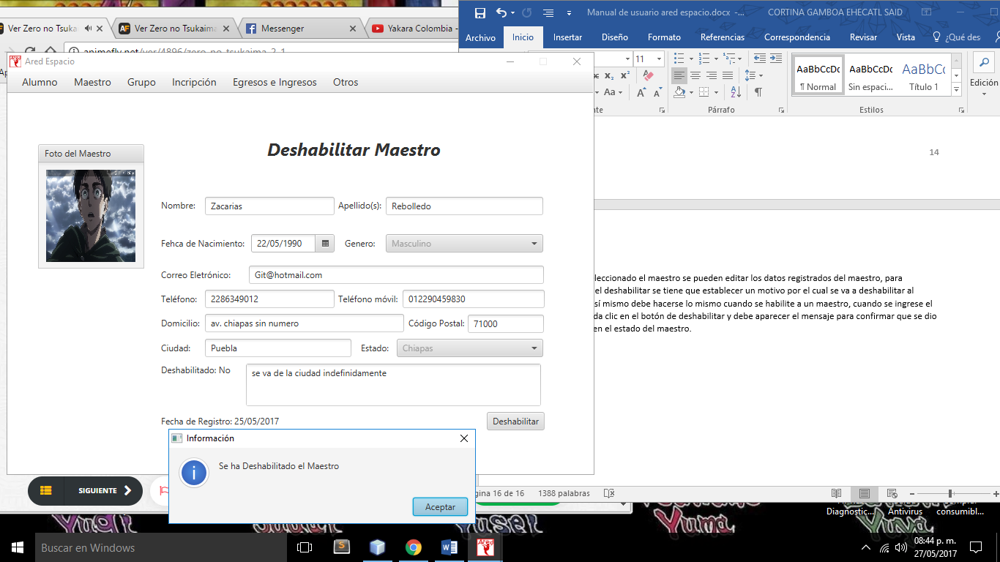 Ver Zero no Tsuka
Ver Zero no Tsukaima
Messenger
Yakara Colombia -
animefly.net/ver/4896/zero-no-tsukaima-2-1
Manual de usuario ared espacio.docx -...
CORTINA GAMBOA EHECATL SAID
Archivo
Inicio
Insertar
Diseño
Formato
Referencias
Correspondencia
Revisar
Vista
¿Qué des
11
Aa
AaBbCcDc
AaBbCcDc
AaBbCc
¶ Normal
Sin espaci...
Título 1
Edición
Párrafo
Estilos
Ared Espacio
Alumno
Maestro
Grupo
Incripción
Egresos e Ingresos
Otros
Foto del Maestro
Deshabilitar Maestro
Nombre:
Zacarias
Apellido(s):
Rebolledo
Fehca de Nacimiento:
22/05/1990
Genero:
Masculino
Correo Eletrónico:
Git@hotmail.com
Teléfono:
2286349012
Teléfono móvil:
012290459830
Domicilio:
av. chiapas sin numero
Código Postal:
71000
Ciudad:
Puebla
Estado:
Chiapas
Deshabilitado: No
se va de la ciudad indefinidamente
Fecha de Registro: 25/05/2017
Deshabilitar
Información
Se ha Deshabilitado el Maestro
Aceptar
14
leccionado el maestro se pueden editar los datos registrados del maestro, para
el deshabilitar se tiene que establecer un motivo por el cual se va a deshabilitar al
sí mismo debe hacerse lo mismo cuando se habilite a un maestro, cuando se ingrese el
da clic en el botón de deshabilitar y debe aparecer el mensaje para confirmar que se dio
en el estado del maestro.
SIGUIENTE
gina 16 de 16
1388 palabras
Diagnostic...
Antivirus
consumibl...
Yuma
Buscar en Windows
08:44 p. m.
27/05/2017